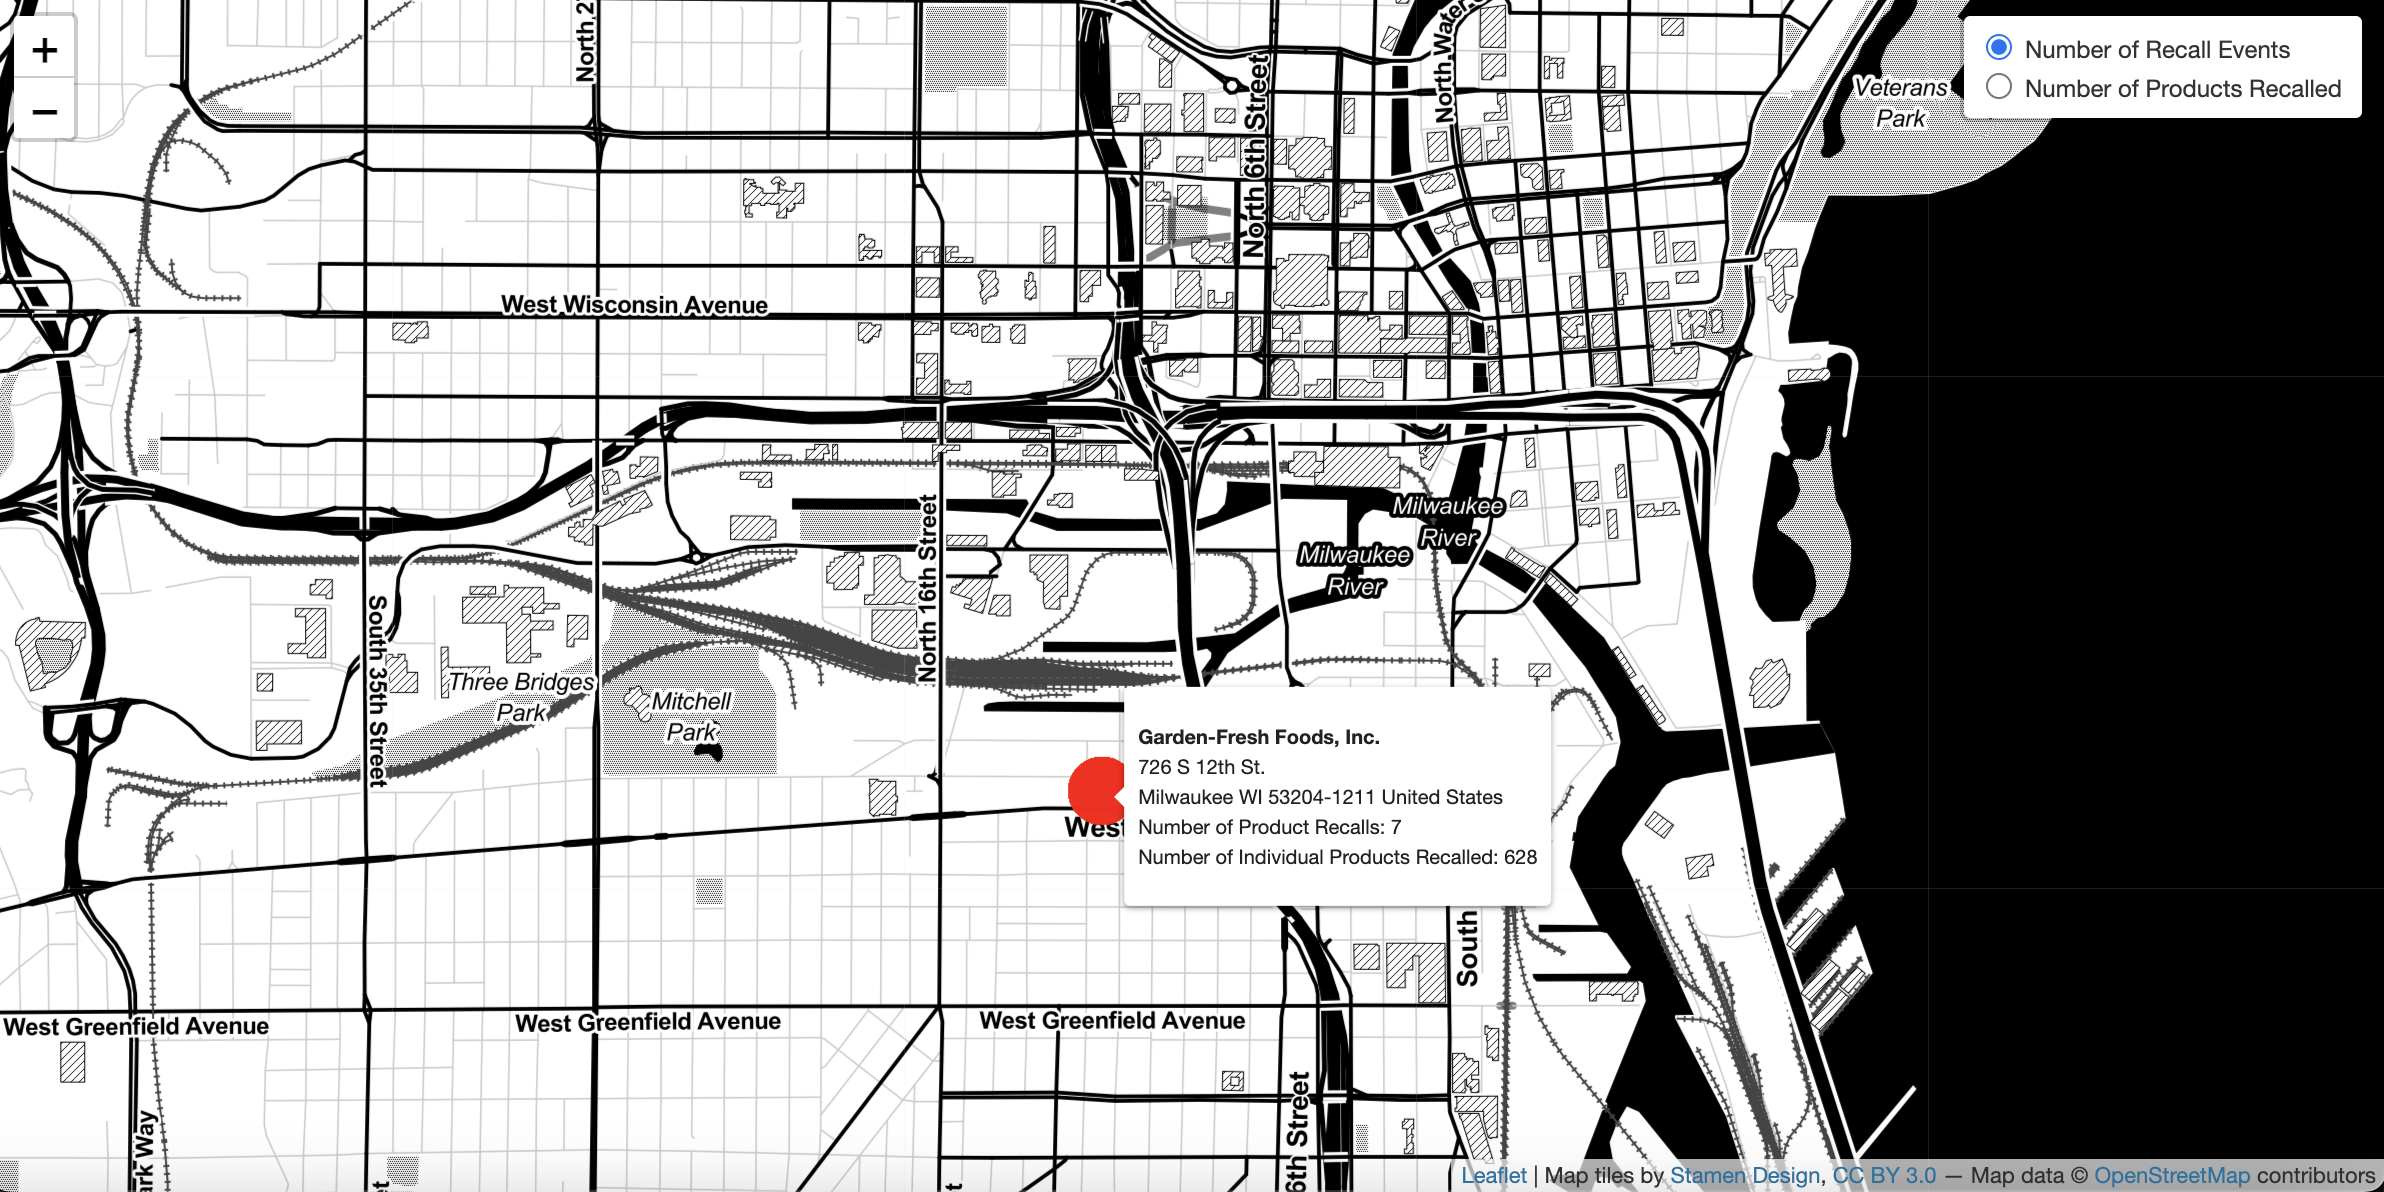 +
−
Number of Recall Events
Number of Products Recalled
North 2
North 6th Street
North Water
Veterans
Park
West Wisconsin Avenue
North 16th Street
South 35th Street
Milwaukee
River
Milwaukee
River
Three Bridges
Park
Mitchell
Park
West
Garden-Fresh Foods, Inc.
726 S 12th St.
Milwaukee WI 53204-1211 United States
Number of Product Recalls: 7
Number of Individual Products Recalled: 628
South
West Greenfield Avenue
West Greenfield Avenue
West Greenfield Avenue
ark Way
6th Street
Leaflet | Map tiles by Stamen Design, CC BY 3.0 — Map data © OpenStreetMap contributors